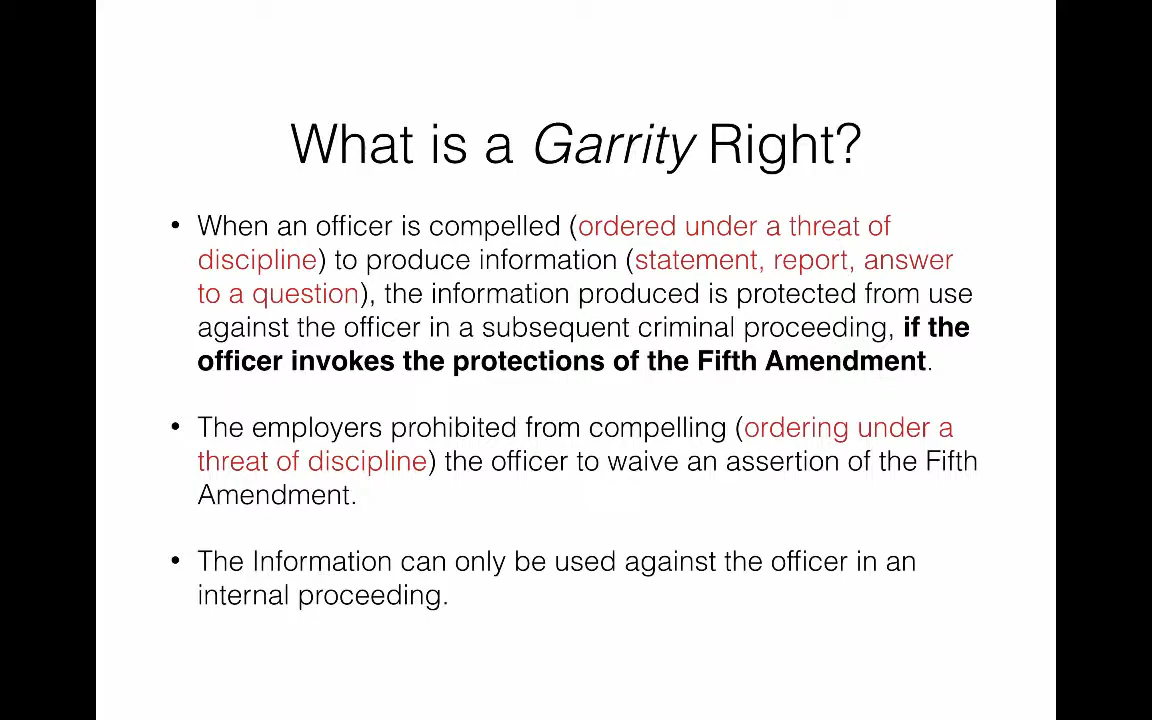 What is a Garrity Right?
• When an officer is compelled (ordered under a threat of
discipline) to produce information (statement, report, answer
to a question), the information produced is protected from use
against the officer in a subsequent criminal proceeding, if the
officer invokes the protections of the Fifth Amendment.
• The employers prohibited from compelling (ordering under a
threat of discipline) the officer to waive an assertion of the Fifth
Amendment.
• The Information can only be used against the officer in an
internal proceeding.